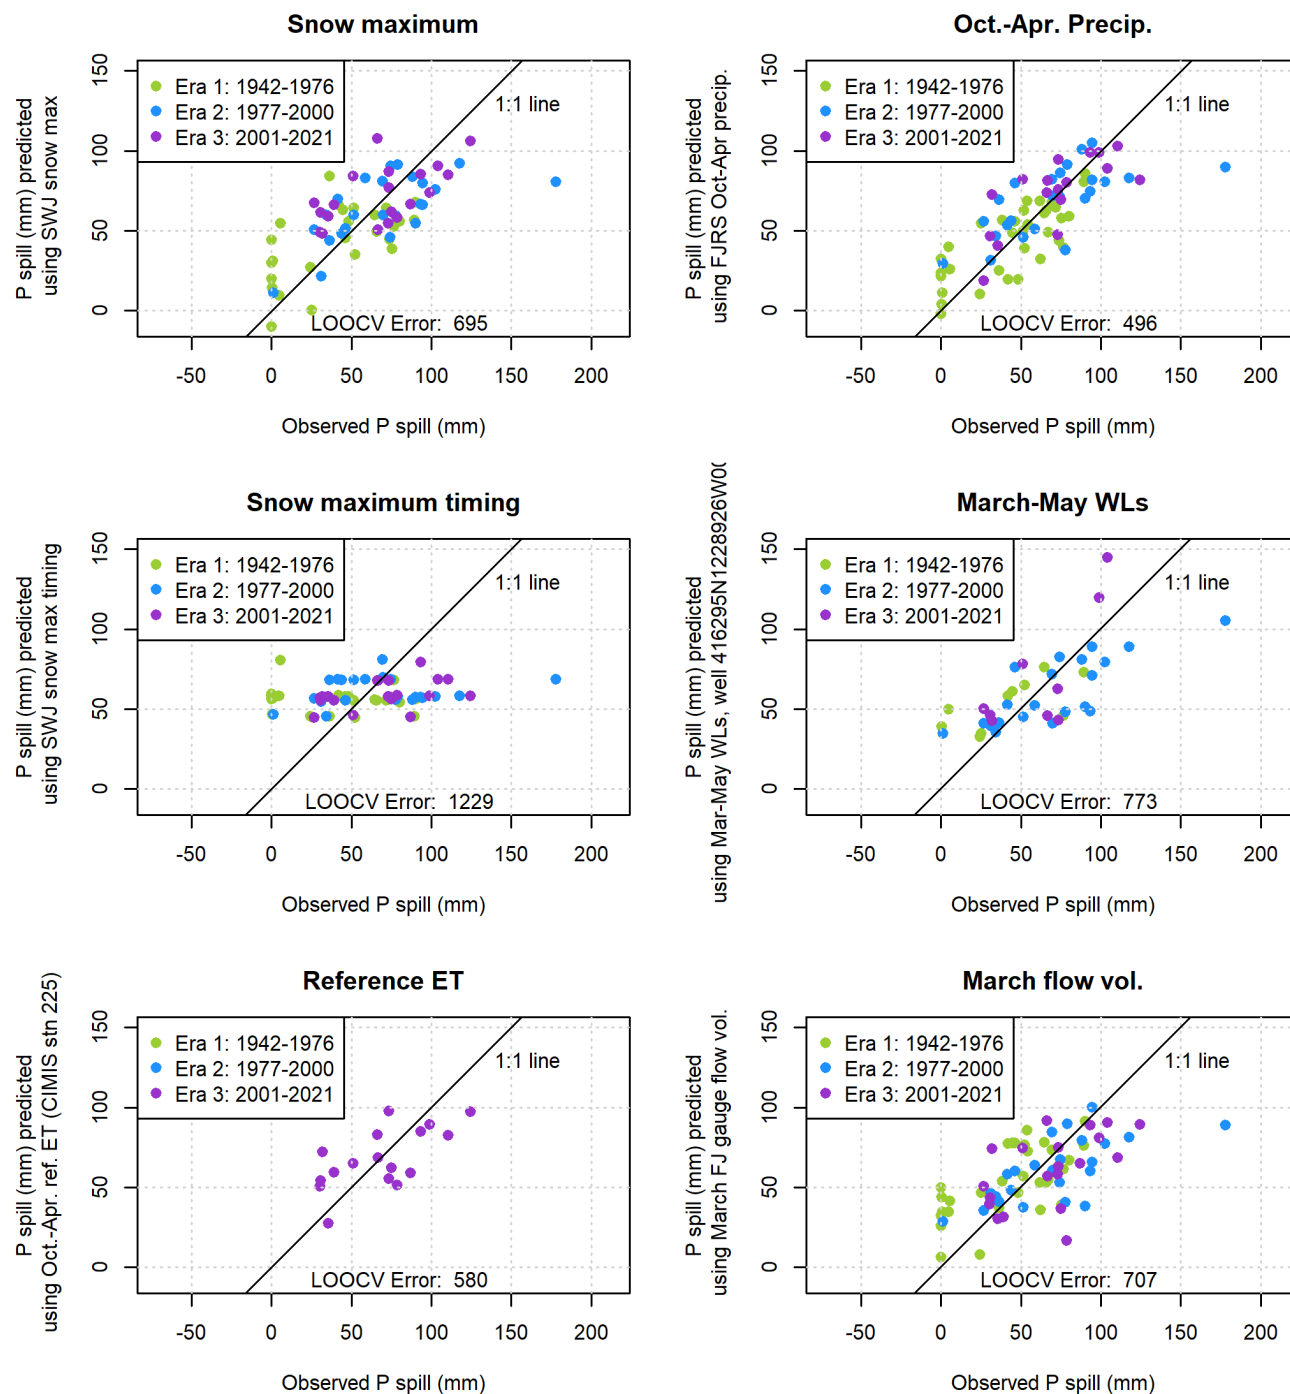 Snow maximum
P spill (mm) predicted
using SWJ snow max
150
100
50
0
Era 1: 1942-1976
Era 2: 1977-2000
Era 3: 2001-2021
1:1 line
LOOCV Error: 695
-50 0 50 100 150 200
Observed P spill (mm)
Oct.-Apr. Precip.
P spill (mm) predicted
using FJRS Oct-Apr precip.
150
100
50
0
Era 1: 1942-1976
Era 2: 1977-2000
Era 3: 2001-2021
1:1 line
LOOCV Error: 496
-50 0 50 100 150 200
Observed P spill (mm)
Snow maximum timing
P spill (mm) predicted
using SWJ snow max timing
150
100
50
0
Era 1: 1942-1976
Era 2: 1977-2000
Era 3: 2001-2021
1:1 line
LOOCV Error: 1229
-50 0 50 100 150 200
Observed P spill (mm)
March-May WLs
P spill (mm) predicted
using Mar-May WLs, well 416295N1228926W00
150
100
50
0
Era 1: 1942-1976
Era 2: 1977-2000
Era 3: 2001-2021
1:1 line
LOOCV Error: 773
-50 0 50 100 150 200
Observed P spill (mm)
Reference ET
P spill (mm) predicted
using Oct.-Apr. ref. ET (CIMIS stn 225)
150
100
50
0
Era 1: 1942-1976
Era 2: 1977-2000
Era 3: 2001-2021
1:1 line
LOOCV Error: 580
-50 0 50 100 150 200
Observed P spill (mm)
March flow vol.
P spill (mm) predicted
using March FJ gauge flow vol.
150
100
50
0
Era 1: 1942-1976
Era 2: 1977-2000
Era 3: 2001-2021
1:1 line
LOOCV Error: 707
-50 0 50 100 150 200
Observed P spill (mm)